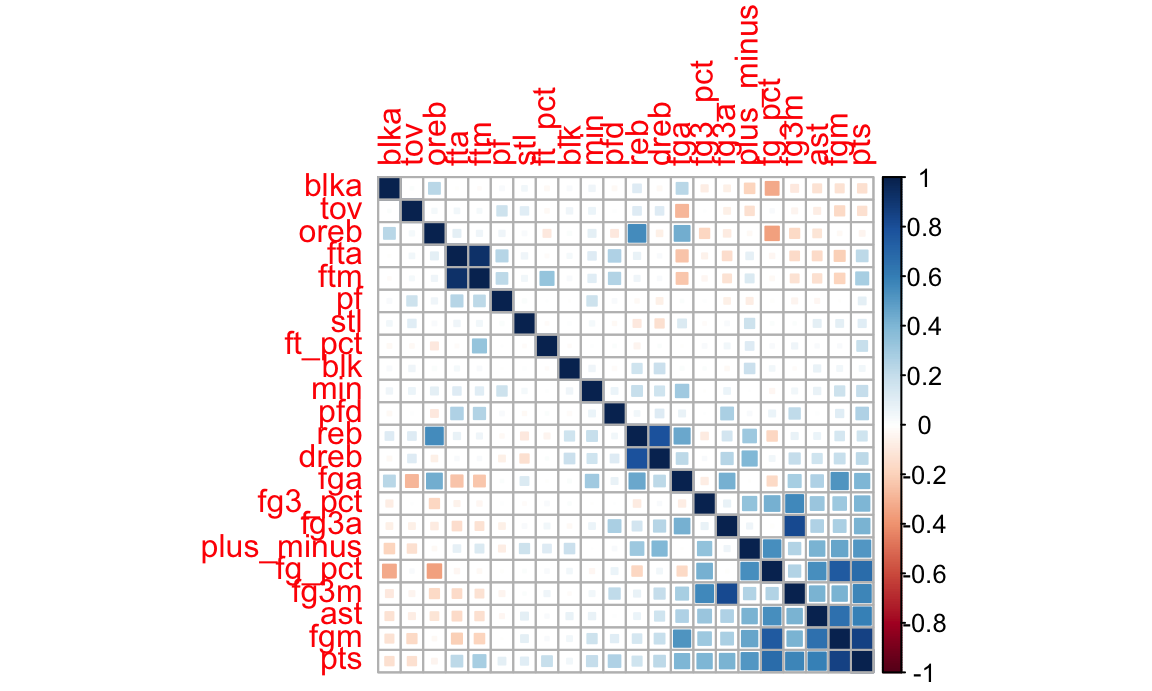 blka
tov
oreb
fta
ftm
pf
stl
ft_pct
blk
min
pfd
reb
dreb
fga
fg3_pct
fg3a
plus_minus
fg_pct
fg3m
ast
fgm
pts
blka
tov
oreb
fta
ftm
pf
stl
ft_pct
blk
min
pfd
reb
dreb
fga
fg3_pct
fg3a
plus_minus
fg_pct
fg3m
ast
fgm
pts
1
0.8
0.6
0.4
0.2
0
-0.2
-0.4
-0.6
-0.8
-1